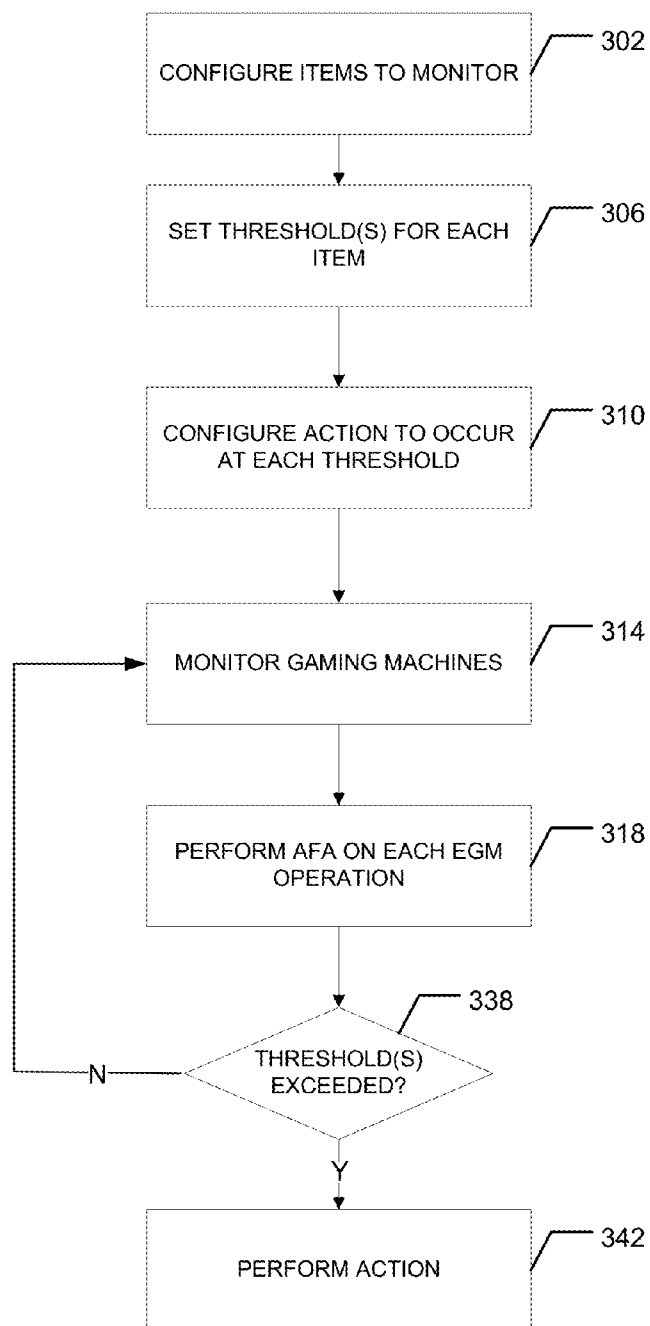 CONFIGURE ITEMS TO MONITOR
302
SET THRESHOLD(S) FOR EACH
ITEM
306
CONFIGURE ACTION TO OCCUR
AT EACH THRESHOLD
310
MONITOR GAMING MACHINES
314
PERFORM AFA ON EACH EGM
OPERATION
318
338
THRESHOLD(S)
EXCEEDED?
N
Y
PERFORM ACTION
342